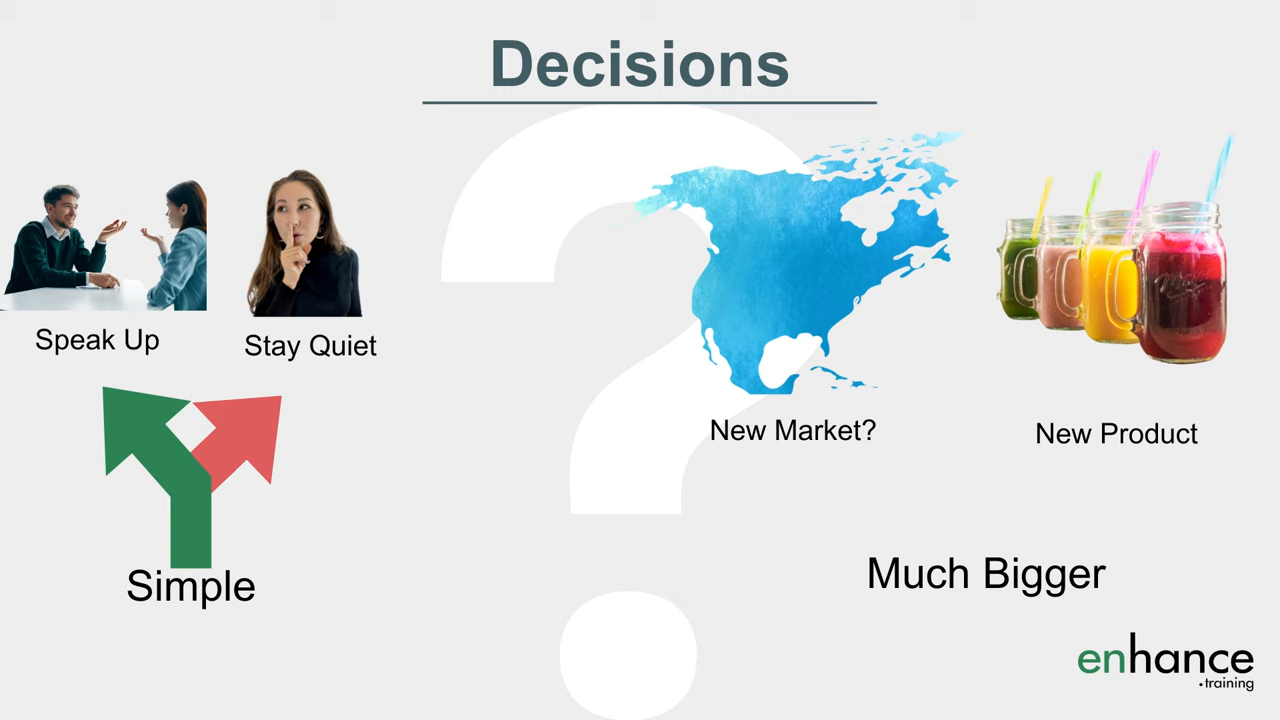 Decisions
Speak Up
Stay Quiet
New Market?
New Product
Simple
Much Bigger
enhance
.training